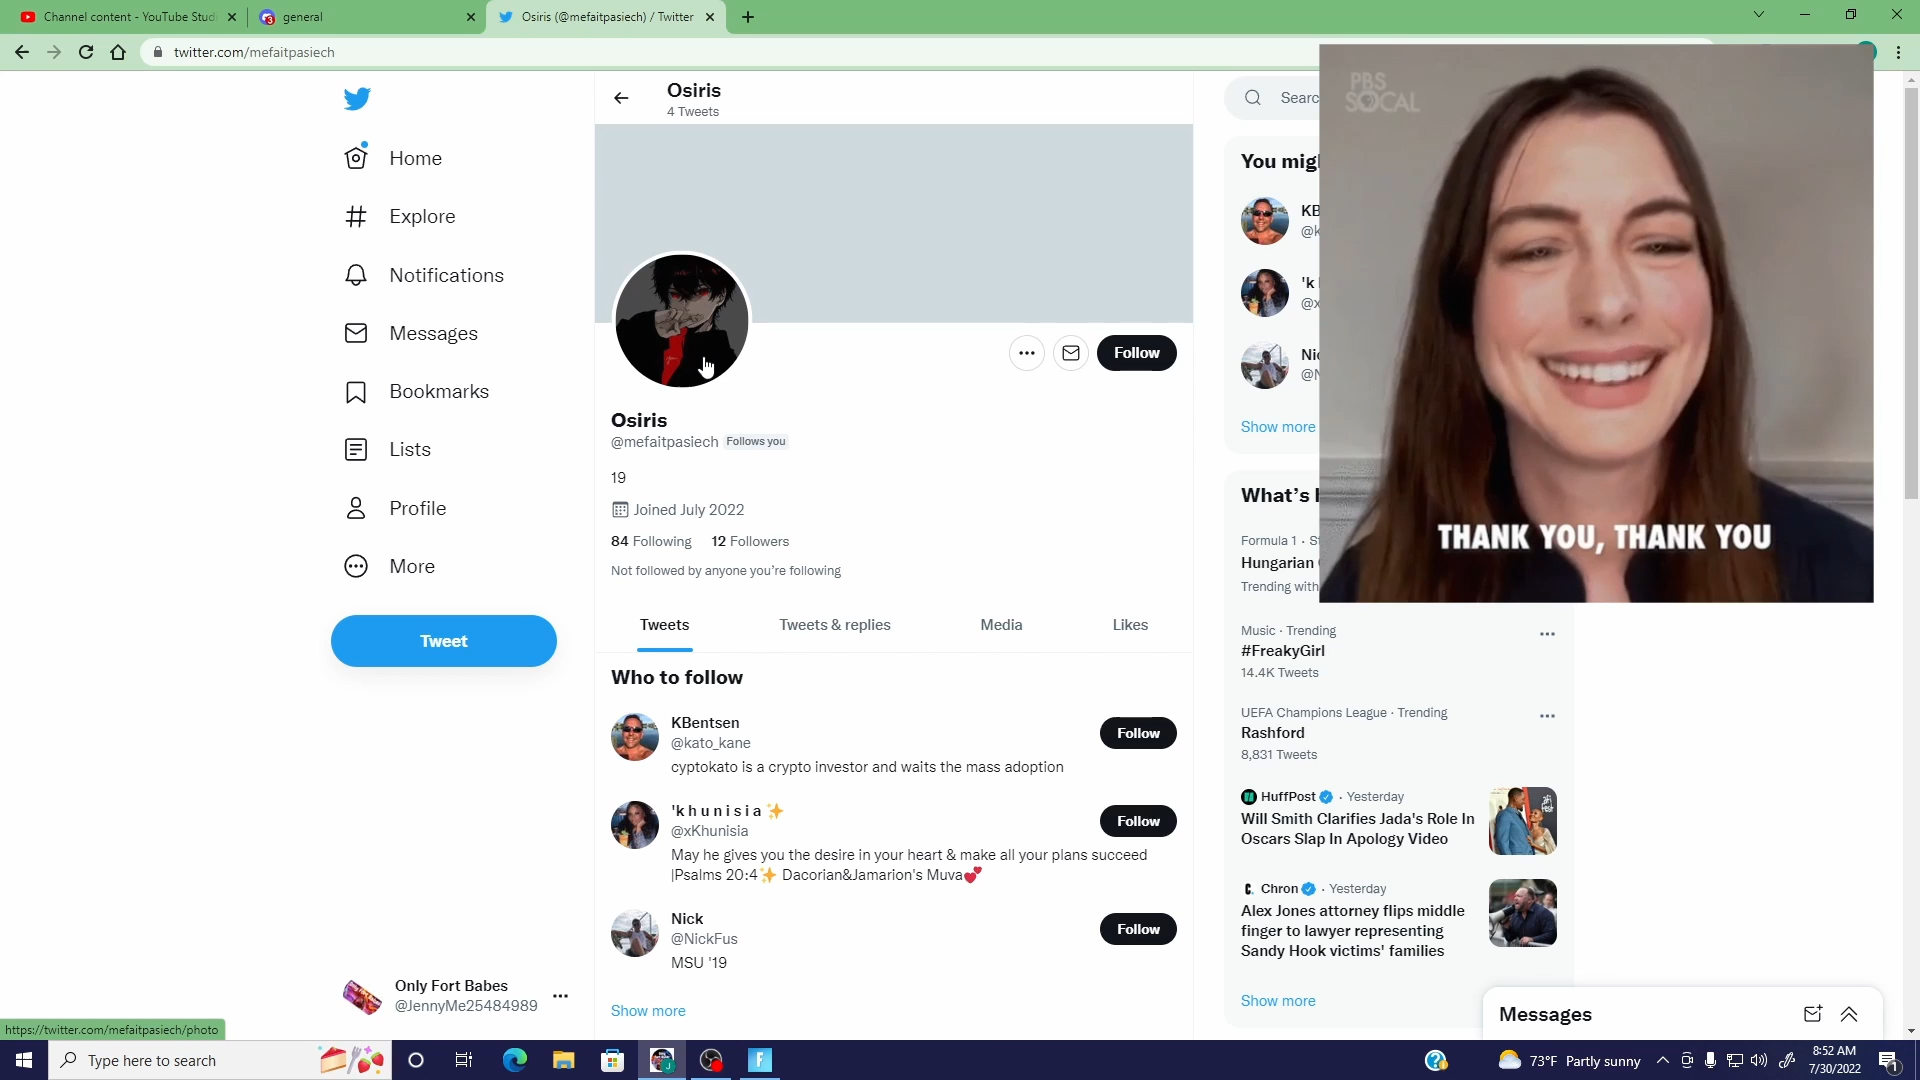 Channel content - YouTube Studi
general
3
Osiris (@mefaitpasiech) / Twitter
twitter.com/mefaitpasiech
Home
Explore
Notifications
Messages
Bookmarks
Lists
Profile
More
Tweet
Only Fort Babes
@JennyMe25484989
Osiris
4 Tweets
Follow
Osiris
@mefaitpasiech Follows you
19
Joined July 2022
84 Following 12 Followers
Not followed by anyone you're following
Tweets
Tweets & replies
Media
Likes
Who to follow
KBentsen
@kato_kane
cyptokato is a crypto investor and waits the mass adoption
Follow
'k h u n i s i a ✨
@xKhunisia
May he gives you the desire in your heart & make all your plans succeed
|Psalms 20:4✨ Dacorian&Jamarion's Muva💕
Follow
Nick
@NickFus
MSU '19
Follow
Show more
Searc
You mig
KB
@k
'k
@x
Nic
@N
Show more
What's h
Formula 1 · S
Hungarian
Trending with
Music · Trending
#FreakyGirl
14.4K Tweets
UEFA Champions League · Trending
Rashford
8,831 Tweets
HuffPost · Yesterday
Will Smith Clarifies Jada's Role In
Oscars Slap In Apology Video
C. Chron · Yesterday
Alex Jones attorney flips middle
finger to lawyer representing
Sandy Hook victims' families
Show more
PBS
SOCAL
THANK YOU, THANK YOU
Messages
https://twitter.com/mefaitpasiech/photo
Type here to search
73°F Partly sunny
8:52 AM
7/30/2022
1